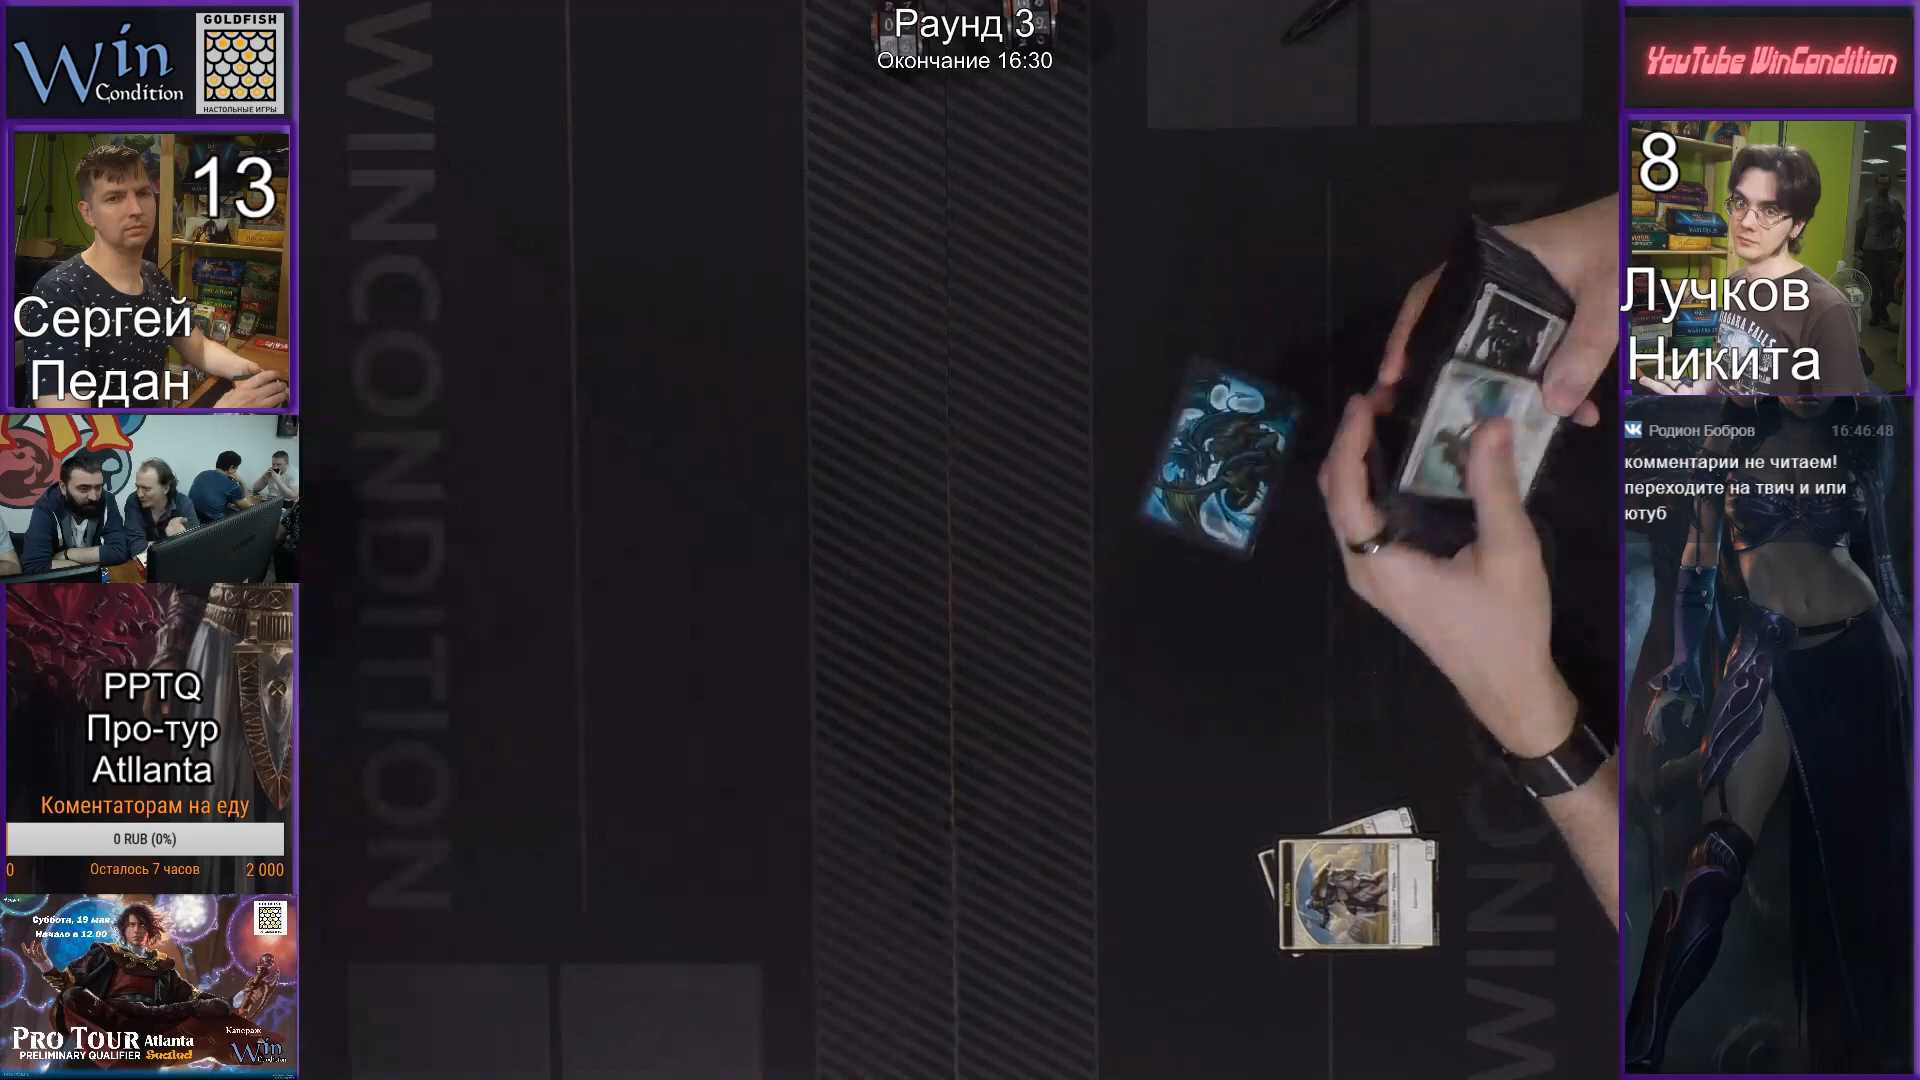 Win
Condition
GOLDFISH
НАСТОЛЬНЫЕ ИГРЫ
Раунд 3
Окончание 16:30
YouTube WinCondition
13
Сергей
Педан
8
Лучков
Никита
Родион Бобров 16:46:48
комментарии не читаем!
переходите на твич и или
ютуб
WINCONDITION
PPTQ
Про-тур
Atllanta
Коментаторам на еду
0 RUB (0%)
0 Осталось 7 часов 2 000
Суббота, 19 мая
Начало в 12.00
PRO TOUR Atlanta
PRELIMINARY QUALIFIER Sealed
Кавераж
Win
Condition